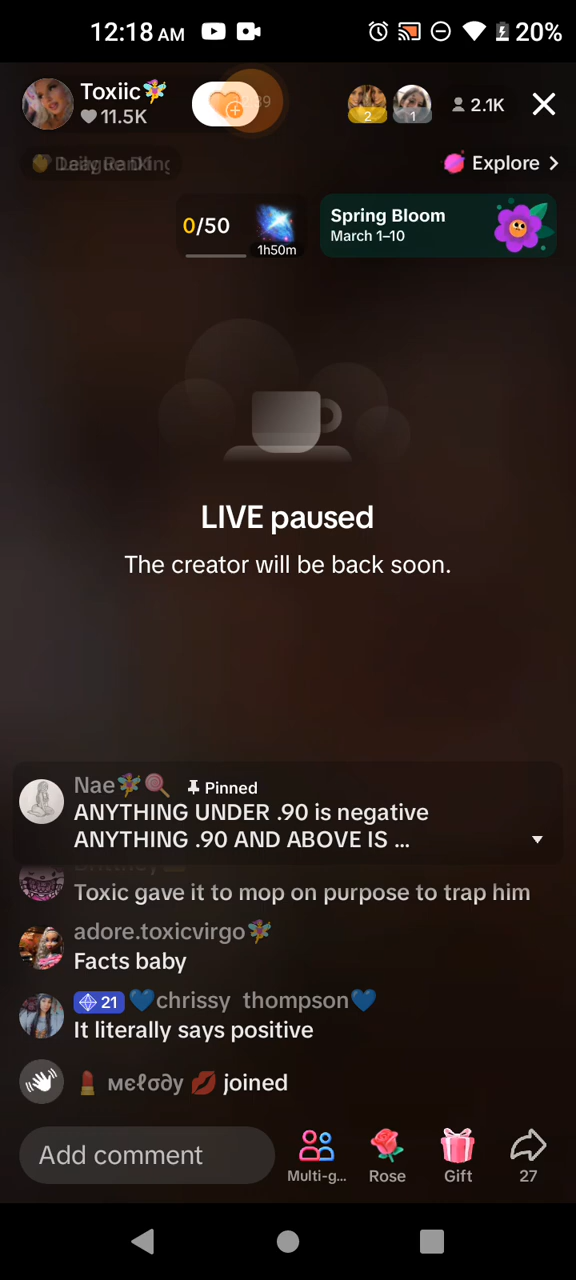 12:18 AM
20%
Toxiic🧚
11.5K
2
1
2.1K
Explore >
0/50
1h50m
Spring Bloom
March 1–10
LIVE paused
The creator will be back soon.
Nae🧚🍭 Pinned
ANYTHING UNDER .90 is negative
ANYTHING .90 AND ABOVE IS ...
Toxic gave it to mop on purpose to trap him
adore.toxicvirgo🧚
Facts baby
21 💙chrissy thompson💙
It literally says positive
💄 мєℓσ∂у 💋 joined
Add comment
Multi-g...
Rose
Gift
27